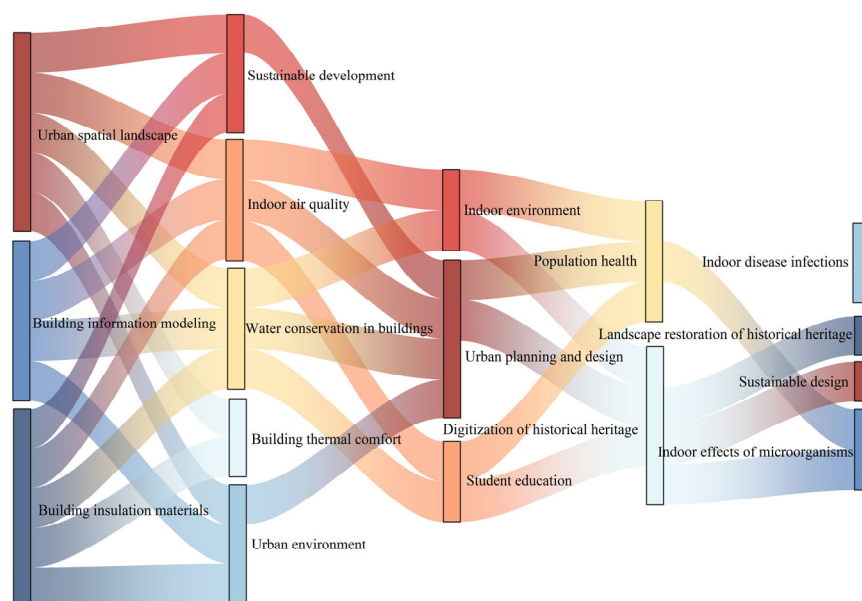 Sustainable development
Urban spatial landscape
Indoor air quality
Indoor environment
Population health
Indoor disease infections
Building information modeling
Water conservation in buildings
Landscape restoration of historical heritage
Urban planning and design
Sustainable design
Building thermal comfort
Digitization of historical heritage
Indoor effects of microorganisms
Student education
Building insulation materials
Urban environment